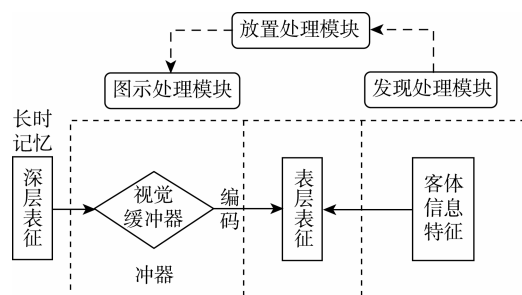 放置处理模块
图示处理模块
发现处理模块
长时
记忆
深层表征
视觉
缓冲器
编码
表层表征
客体
信息
特征
冲器